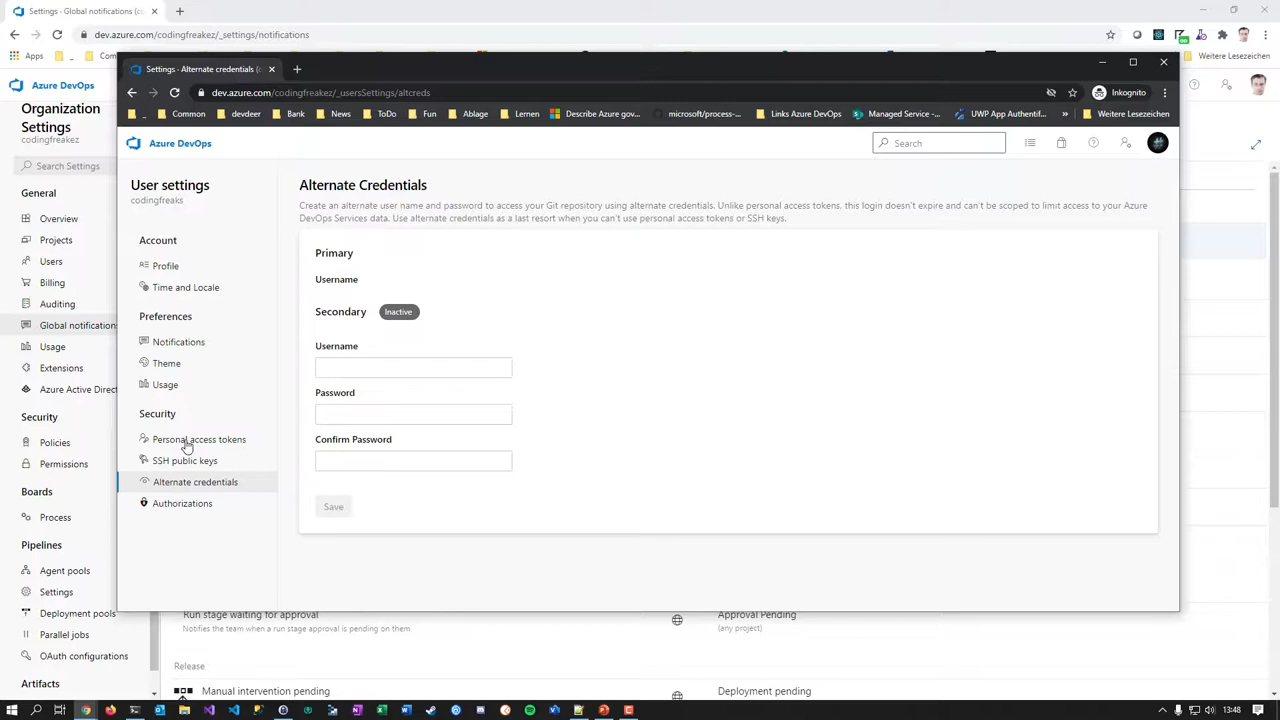 Settings - Global notifications
dev.azure.com/codingfreakez/_settings/notifications
Apps
Com
Weitere Lesezeichen
Azure DevOps
Organization
Settings
codingfreakez
Search Settings
General
Overview
Projects
Users
Billing
Auditing
Global notifications
Usage
Extensions
Azure Active Direct
Security
Policies
Permissions
Boards
Process
Pipelines
Agent pools
Settings
Deployment pools
Parallel jobs
OAuth configurations
Artifacts
Settings · Alternate credentials (c
dev.azure.com/codingfreakez/_usersSettings/altcreds
Inkognito
Common
devdeer
Bank
News
ToDo
Fun
Ablage
Lernen
Describe Azure gov...
microsoft/process-...
Links Azure DevOps
Managed Service -...
UWP App Authentif...
»
Weitere Lesezeichen
Azure DevOps
Search
User settings
codingfreaks
Account
Profile
Time and Locale
Preferences
Notifications
Theme
Usage
Security
Personal access tokens
SSH public keys
Alternate credentials
Authorizations
Alternate Credentials
Create an alternate user name and password to access your Git repository using alternate credentials. Unlike personal access tokens, this login doesn't expire and can't be scoped to limit access to your Azure
DevOps Services data. Use alternate credentials as a last resort when you can't use personal access tokens or SSH keys.
Primary
Username
Secondary Inactive
Username
Password
Confirm Password
Save
Run stage waiting for approval
Approval Pending
Notifies the team when a run stage approval is pending on them
(any project)
Release
Manual intervention pending
Deployment pending
13:48